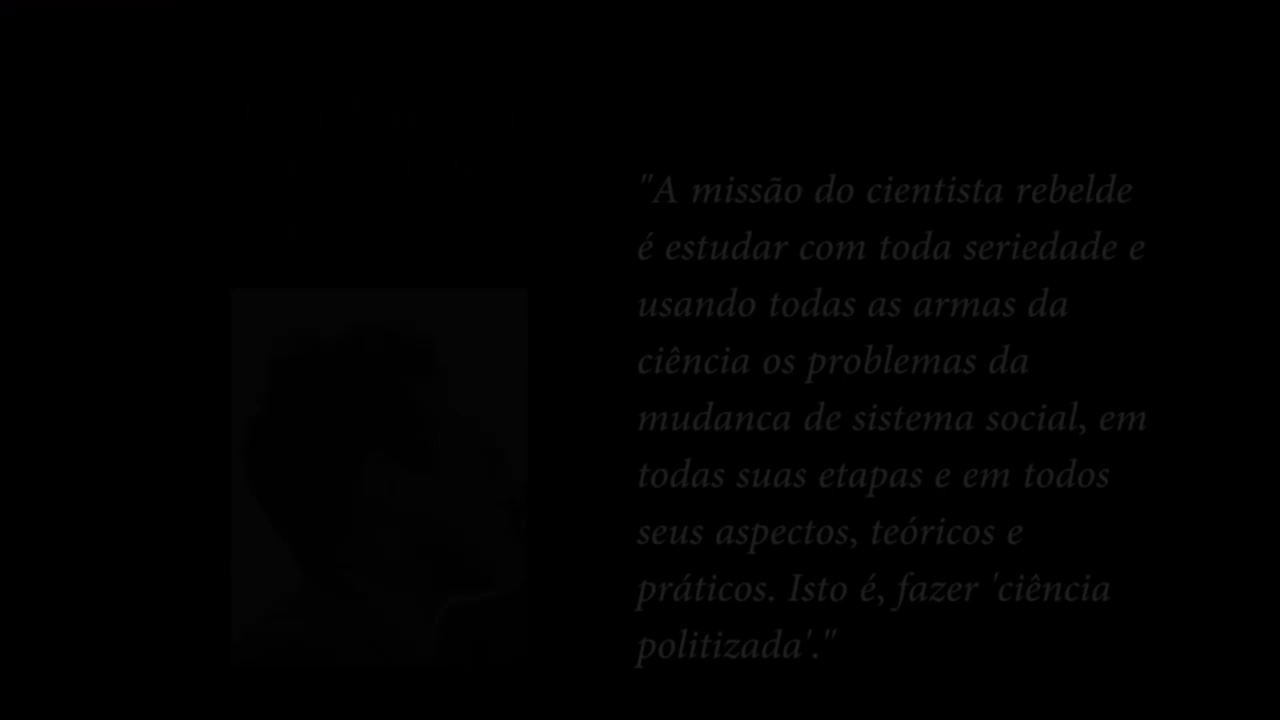 "A missão do cientista rebelde
é estudar com toda seriedade e
usando todas as armas da
ciência os problemas da
mudanca de sistema social, em
todas suas etapas e em todos
seus aspectos, teóricos e
práticos. Isto é, fazer 'ciência
politizada'."